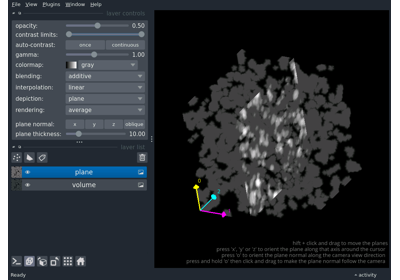 File View Plugins Window Help
layer controls
opacity: 0.50
contrast limits:
auto-contrast: once continuous
gamma: 1.00
colormap: gray
blending: additive
interpolation: linear
depiction: plane
rendering: average
plane normal: x y z oblique
plane thickness: 10.00
layer list
plane
volume
0
2
shift + click and drag to move the planes
press 'x', 'y' or 'z' to orient the plane along that axis around the cursor
press 'o' to orient the plane normal along the camera view direction
press and hold 'o' then click and drag to make the plane normal follow the camera
Ready activity